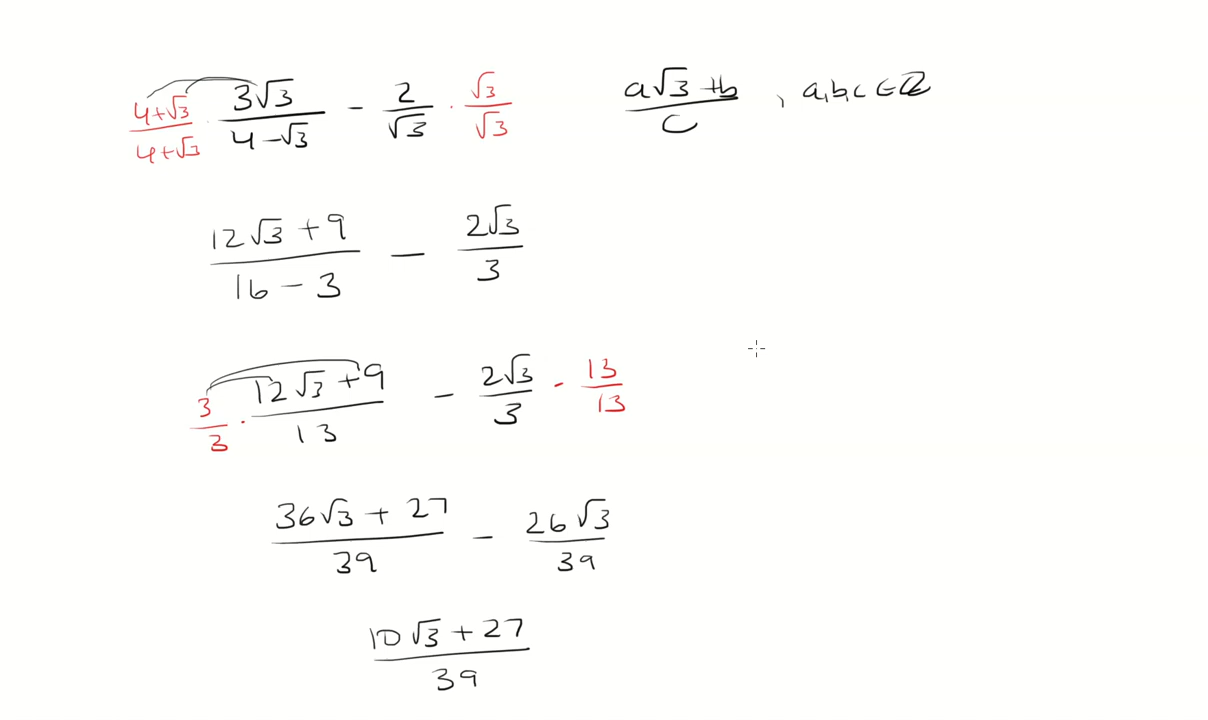 (4+√3)/(4+√3) · 3√3/(4-√3) - 2/√3 · √3/√3    (a√3+b)/c , a,b,c ∈ ℤ
(12√3+9)/(16-3) - 2√3/3
3/3 · (12√3+9)/13 - 2√3/3 · 13/13
(36√3+27)/39 - 26√3/39
(10√3+27)/39